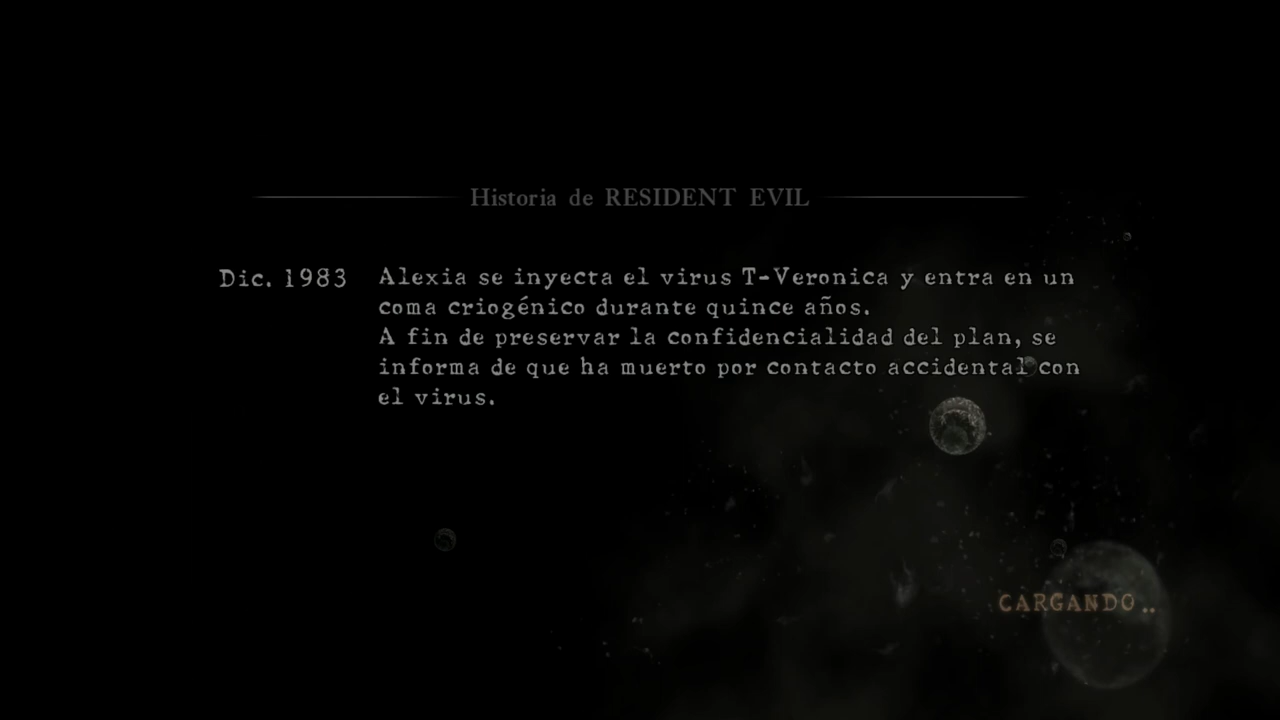 Historia de RESIDENT EVIL
Dic. 1983 Alexia se inyecta el virus T-Veronica y entra en un
coma criogénico durante quince años.
A fin de preservar la confidencialidad del plan, se
informa de que ha muerto por contacto accidental con
el virus.
CARGANDO..